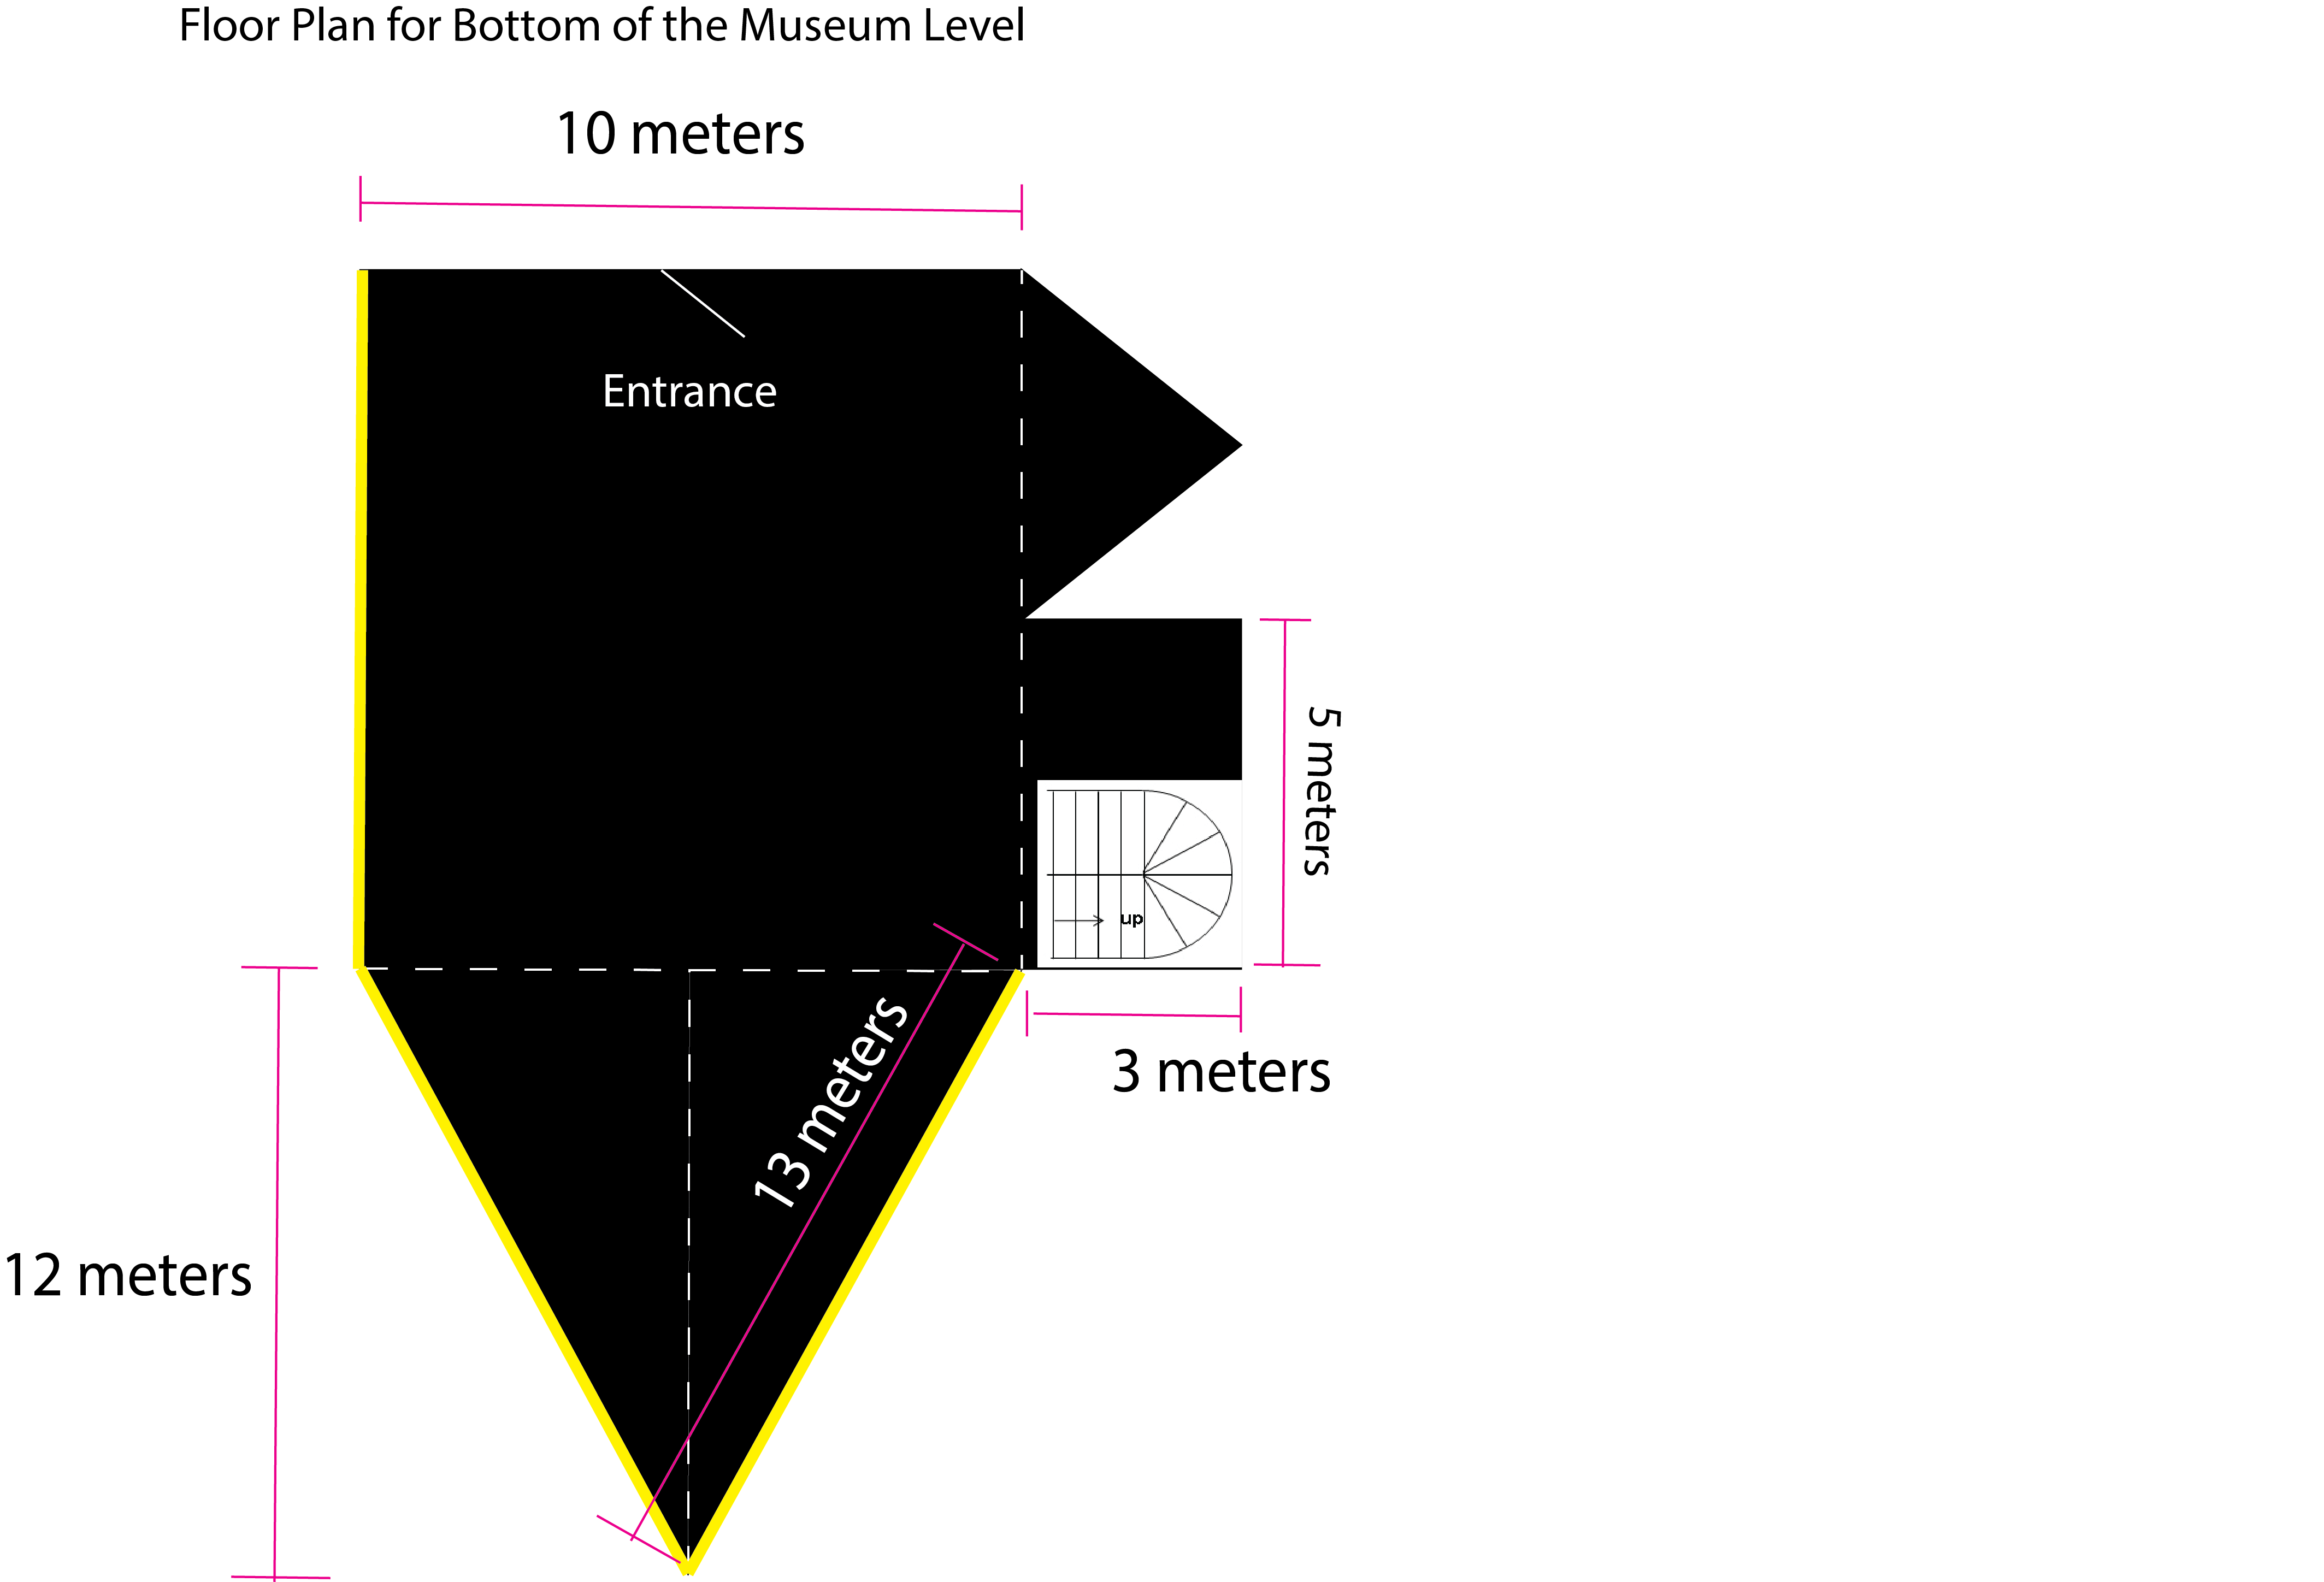 Floor Plan for Bottom of the Museum Level
10 meters
Entrance
5 meters
up
13 meters
3 meters
12 meters